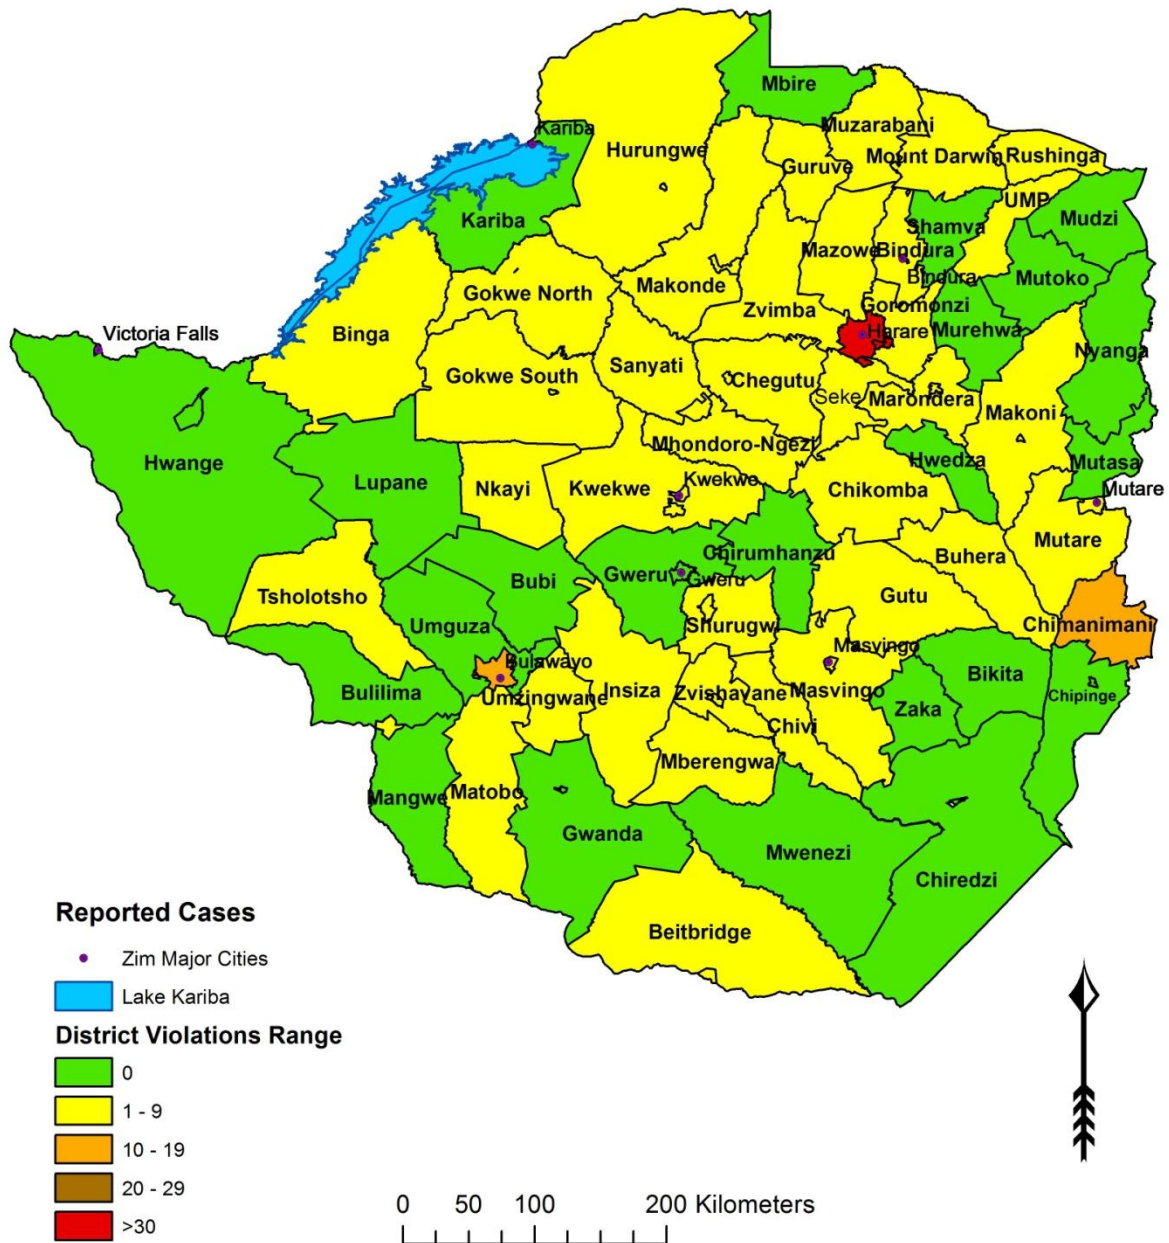 Mbire
Kariba
Muzarabani
Hurungwe
Guruve
Mount Darwin
Rushinga
UMP
Kariba
Shamva
Mudzi
Mazowe
Bindura
Bindura
Mutoko
Makonde
Gokwe North
Zvimba
Goromonzi
Binga
Harare
Murehwa
Victoria Falls
Nyanga
Sanyati
Gokwe South
Chegutu
Seke
Marondera
Makoni
Mhondoro-Ngezi
Hwange
Hwedza
Mutasa
Lupane
Nkayi
Kwekwe
Kwekwe
Chikomba
Mutare
Mutare
Chirumhanzu
Buhera
Bubi
Gweru
Gweru
Tsholotsho
Gutu
Umguza
Shurugwi
Chimanimani
Masvingo
Bulawayo
Bikita
Bulilima
Umzingwane
Insiza
Zvishavane
Masvingo
Zaka
Chipinge
Chivi
Mberengwa
Mangwe
Matobo
Gwanda
Mwenezi
Chiredzi
Beitbridge
Reported Cases
Zim Major Cities
Lake Kariba
District Violations Range
0
1 - 9
10 - 19
20 - 29
>30
0 50 100 200 Kilometers